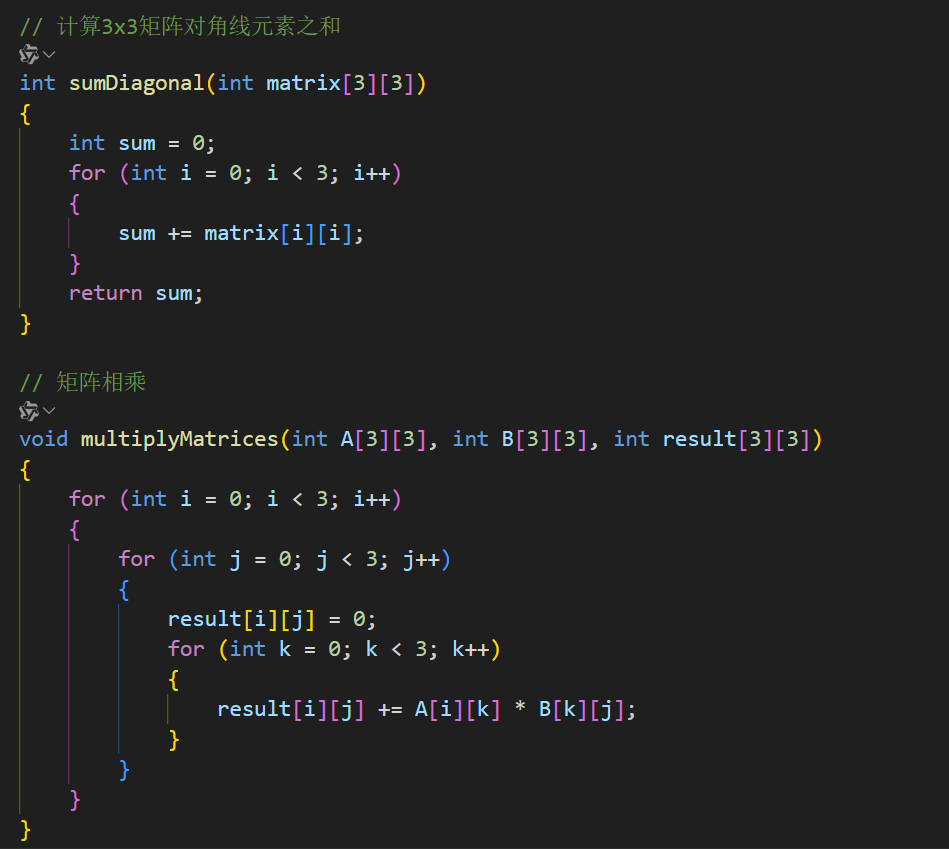 // 计算3x3矩阵对角线元素之和
int sumDiagonal(int matrix[3][3])
{
    int sum = 0;
    for (int i = 0; i < 3; i++)
    {
        sum += matrix[i][i];
    }
    return sum;
}
// 矩阵相乘
void multiplyMatrices(int A[3][3], int B[3][3], int result[3][3])
{
    for (int i = 0; i < 3; i++)
    {
        for (int j = 0; j < 3; j++)
        {
            result[i][j] = 0;
            for (int k = 0; k < 3; k++)
            {
                result[i][j] += A[i][k] * B[k][j];
            }
        }
    }
}